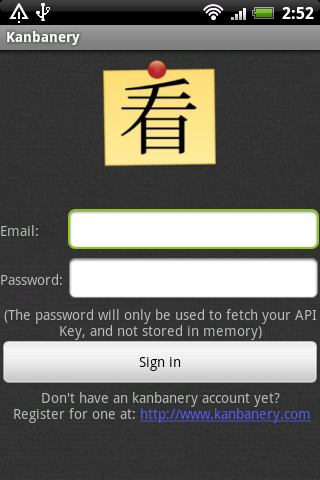 2:52
Kanbanery
看
Email:
Password:
(The password will only be used to fetch your API
Key, and not stored in memory)
Sign in
Don't have an kanbanery account yet?
Register for one at: http://www.kanbanery.com